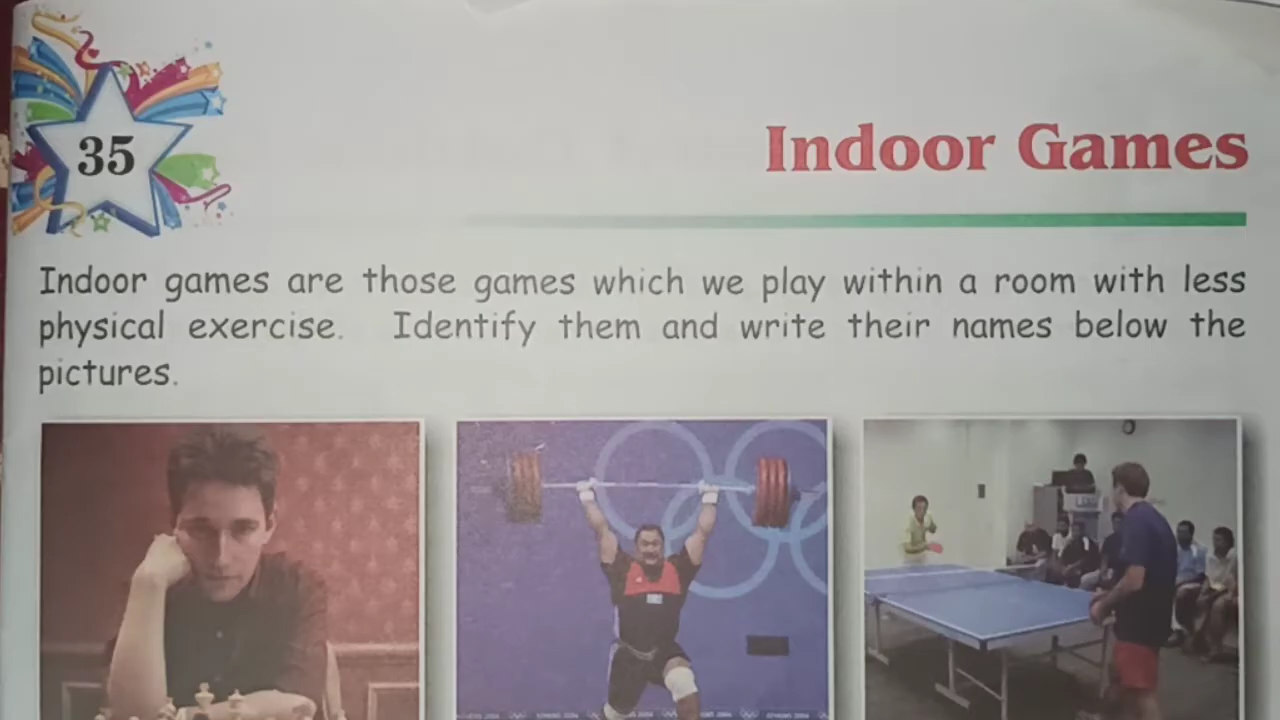 35
Indoor Games
Indoor games are those games which we play within a room with less
physical exercise. Identify them and write their names below the
pictures.